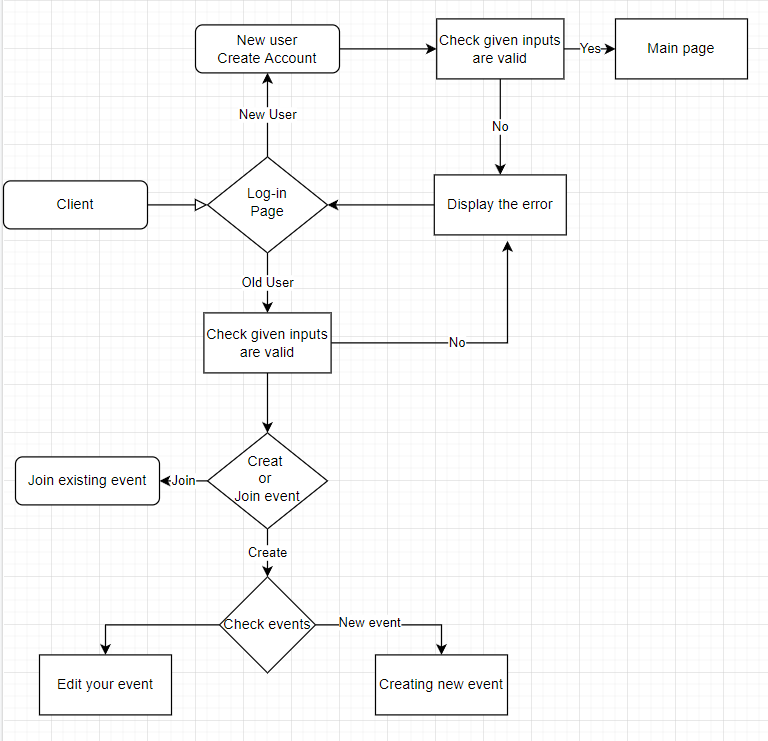 New user
Create Account
Check given inputs
are valid
Yes
Main page
New User
No
Client
Log-in
Page
Display the error
Old User
Check given inputs
are valid
No
Creat
or
Join event
Join
Join existing event
Create
Check events
New event
Edit your event
Creating new event